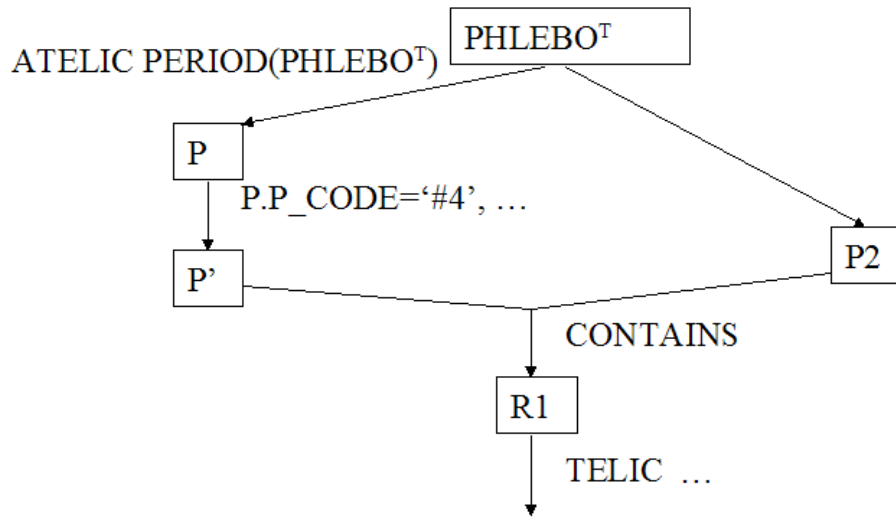 PHLEBOᵀ
ATELIC PERIOD(PHLEBOᵀ)
P
P.P_CODE=‘#4’, …
P’
P2
CONTAINS
R1
TELIC …